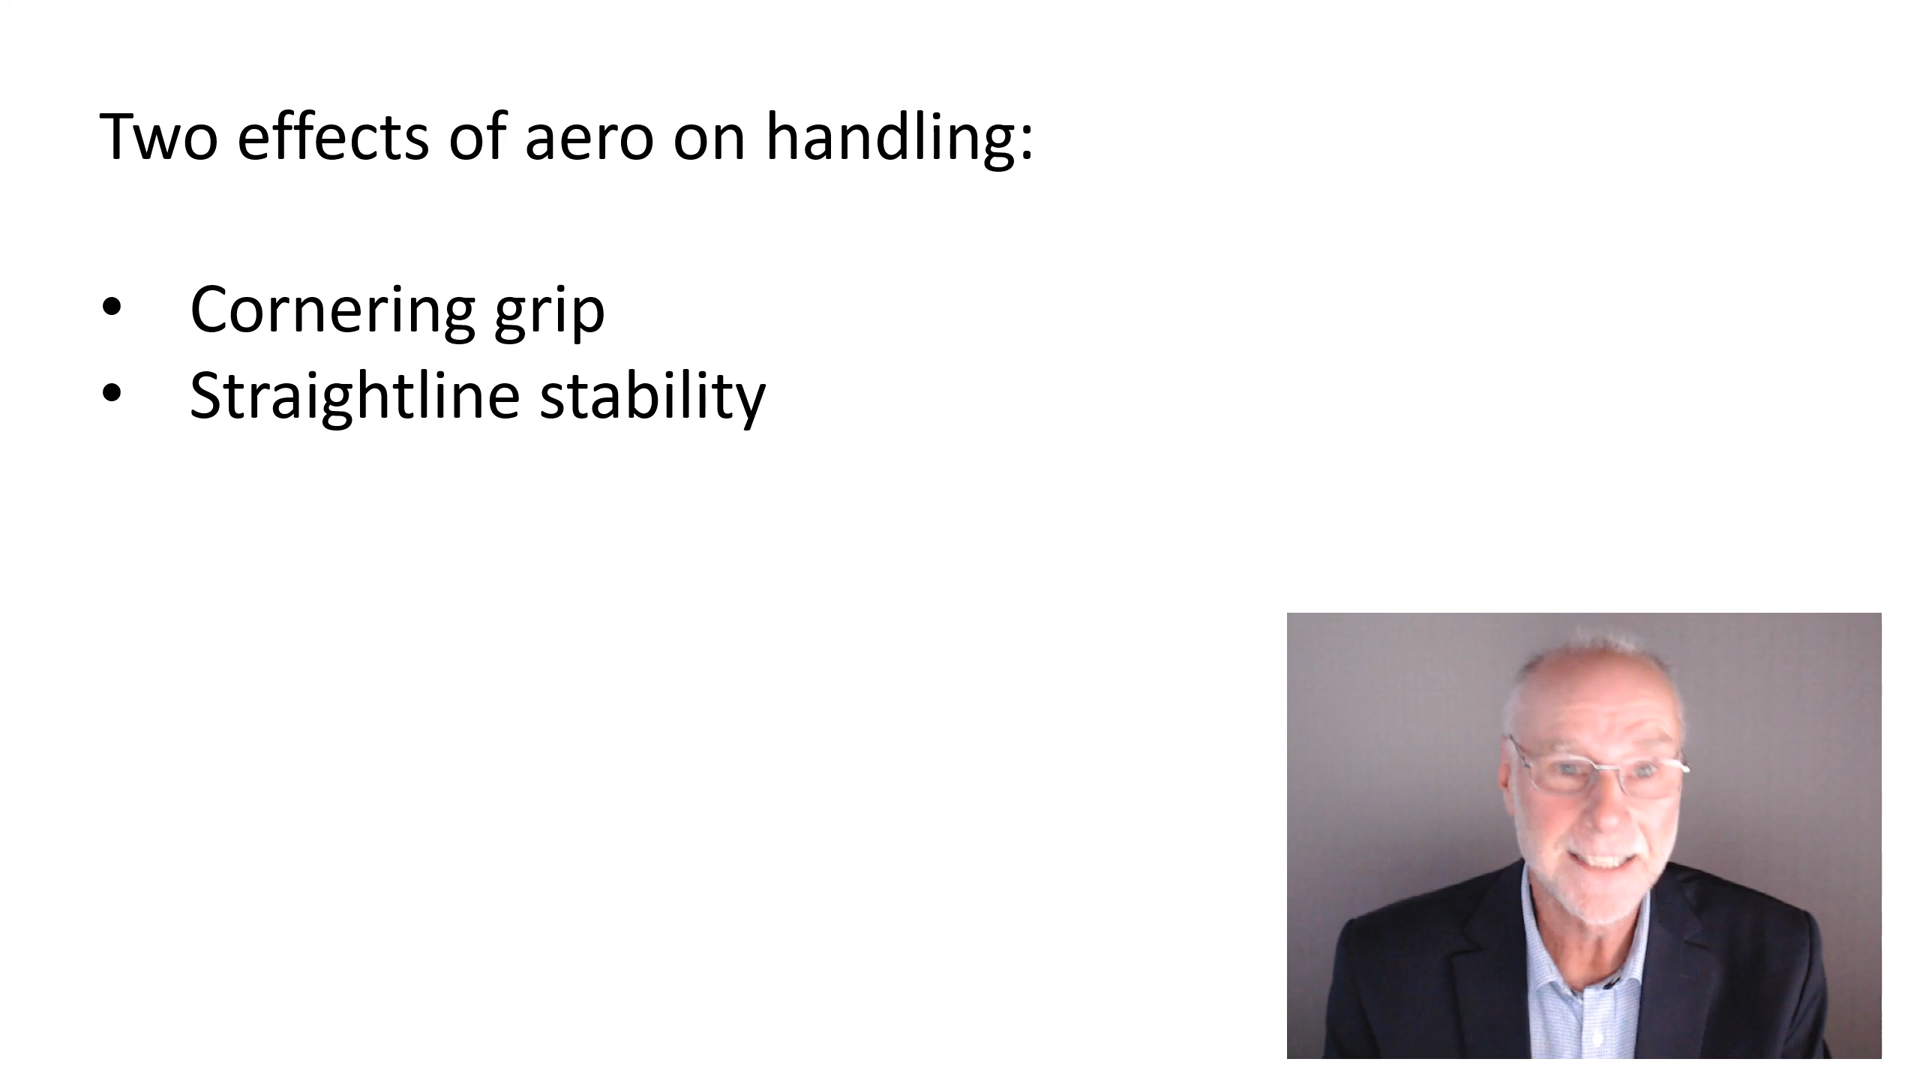 Two effects of aero on handling:
• Cornering grip
• Straightline stability